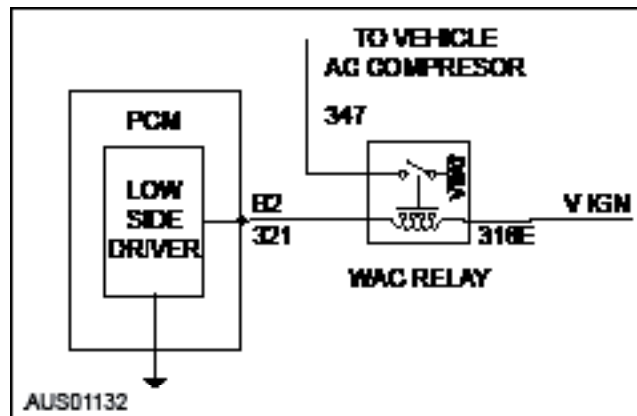 TO VEHICLE
AC COMPRESOR
347
PCM
LOW
SIDE
DRIVER
B2
321
316E
V IGN
WAC RELAY
AUS01132